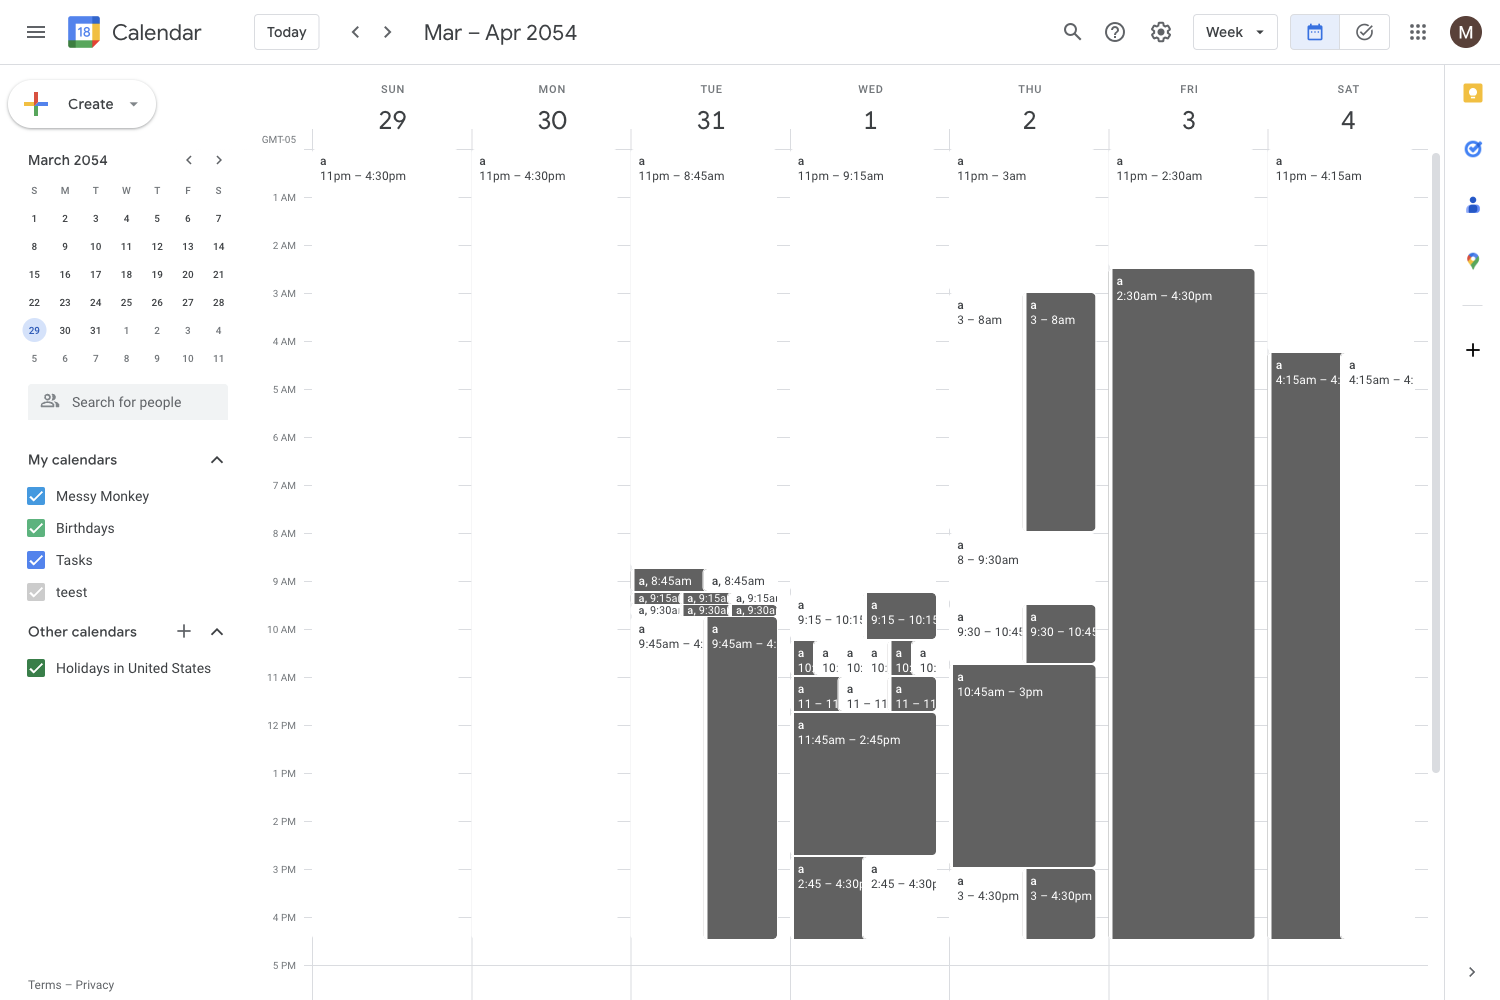 18 Calendar Today Mar – Apr 2054 Week M
Create
March 2054
S M T W T F S
1 2 3 4 5 6 7
8 9 10 11 12 13 14
15 16 17 18 19 20 21
22 23 24 25 26 27 28
29 30 31 1 2 3 4
5 6 7 8 9 10 11
Search for people
My calendars
Messy Monkey
Birthdays
Tasks
teest
Other calendars
Holidays in United States
Terms – Privacy
SUN MON TUE WED THU FRI SAT
29 30 31 1 2 3 4
GMT-05
a a a a a a a
11pm – 4:30pm 11pm – 4:30pm 11pm – 8:45am 11pm – 9:15am 11pm – 3am 11pm – 2:30am 11pm – 4:15am
1 AM
2 AM
a
2:30am – 4:30pm
3 AM
a a
3 – 8am 3 – 8am
4 AM
a a
4:15am – 4: 4:15am – 4:
5 AM
6 AM
7 AM
8 AM
a
8 – 9:30am
9 AM
a, 8:45am a, 8:45am
a, 9:15a a, 9:15a a, 9:15a
a, 9:30a a, 9:30a a, 9:30a
a a
9:15 – 10:15 9:15 – 10:15
a a
9:30 – 10:45 9:30 – 10:45
10 AM
a a
9:45am – 4: 9:45am – 4:
a a a a a a
10: 10: 10: 10: 10: 10:
11 AM
a
10:45am – 3pm
a a a
11 – 11 11 – 11 11 – 11
12 PM
a
11:45am – 2:45pm
1 PM
2 PM
3 PM
a a
2:45 – 4:30p 2:45 – 4:30p
a a
3 – 4:30pm 3 – 4:30pm
4 PM
5 PM